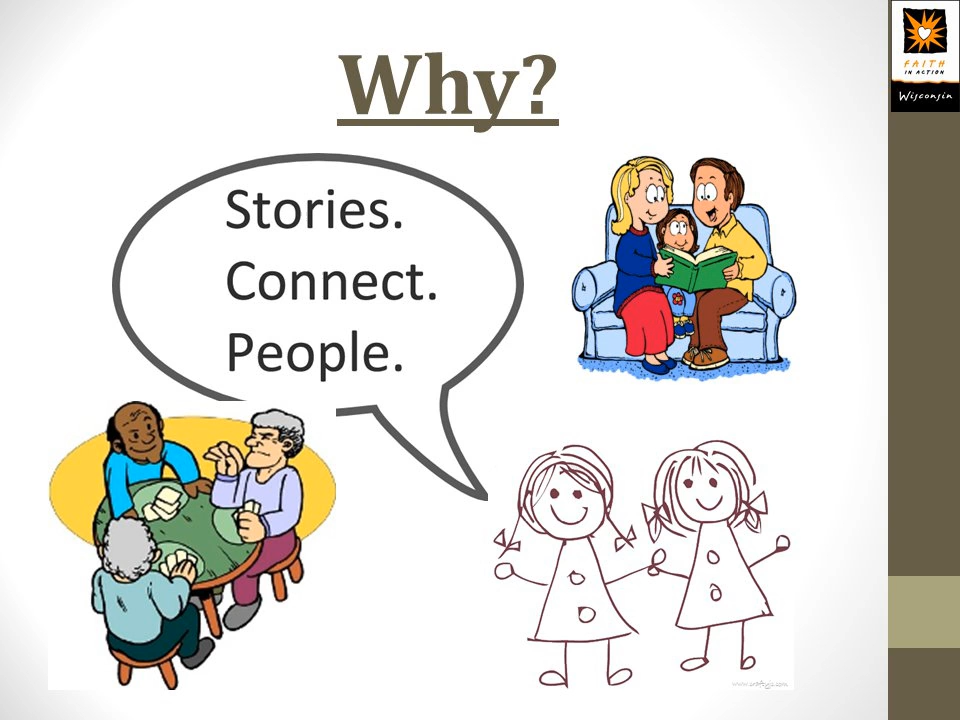 Why?
Stories.
Connect.
People.
FAITH
IN ACTION
Wisconsin